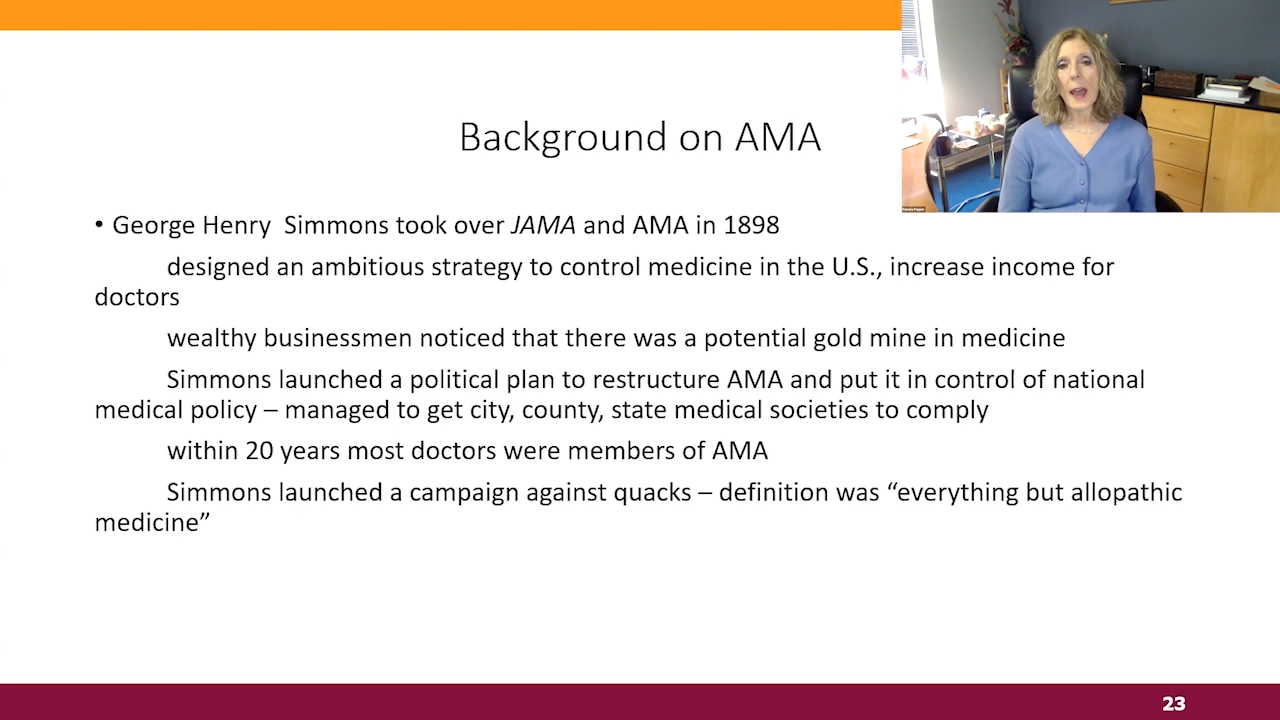 Background on AMA
• George Henry  Simmons took over JAMA and AMA in 1898
designed an ambitious strategy to control medicine in the U.S., increase income for
doctors
wealthy businessmen noticed that there was a potential gold mine in medicine
Simmons launched a political plan to restructure AMA and put it in control of national
medical policy – managed to get city, county, state medical societies to comply
within 20 years most doctors were members of AMA
Simmons launched a campaign against quacks – definition was “everything but allopathic
medicine”
23